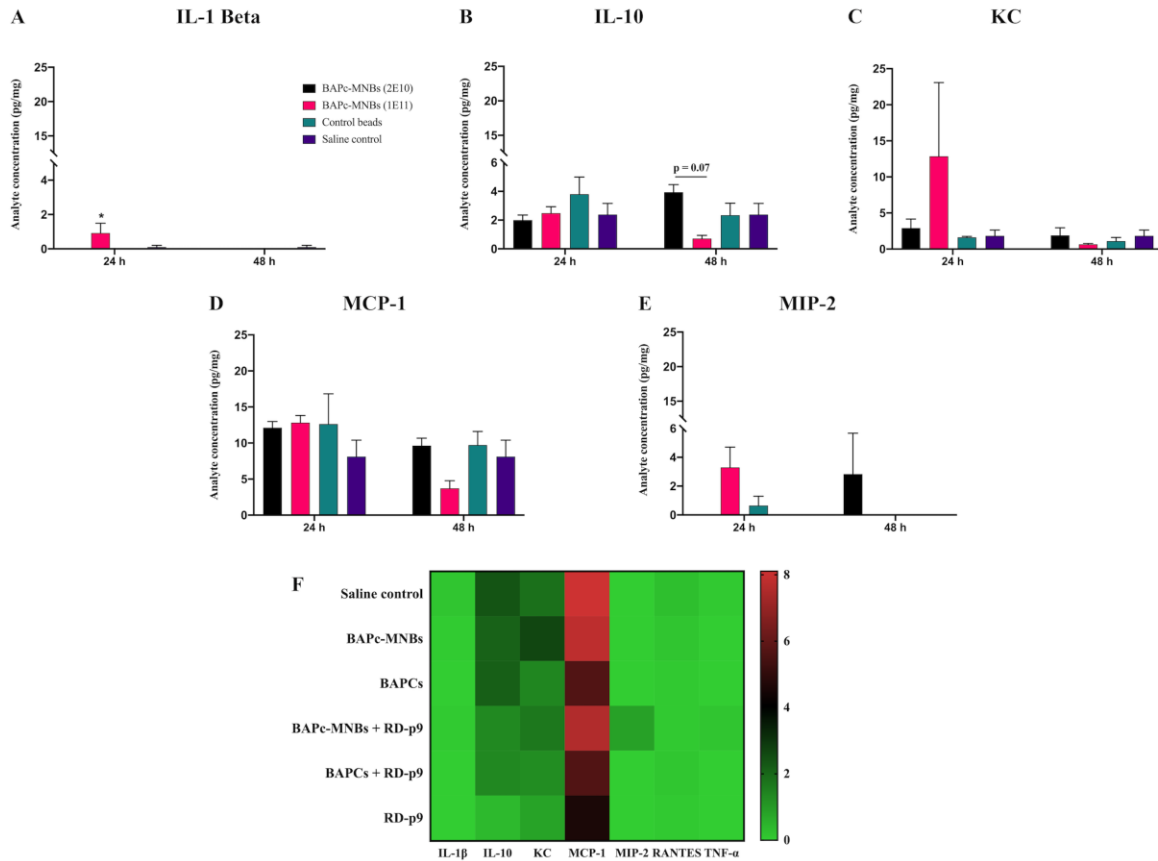 A IL-1 Beta
Analyte concentration (pg/mg)
25
20
15
4
2
0
24 h 48 h
BAPc-MNBs (2E10)
BAPc-MNBs (1E11)
Control beads
Saline control
*
B IL-10
Analyte concentration (pg/mg)
25
20
15
6
4
2
0
p = 0.07
24 h 48 h
C KC
Analyte concentration (pg/mg)
25
20
15
10
5
0
24 h 48 h
D MCP-1
Analyte concentration (pg/mg)
25
20
15
10
5
0
24 h 48 h
E MIP-2
Analyte concentration (pg/mg)
25
20
15
6
4
2
0
24 h 48 h
F
Saline control
BAPc-MNBs
BAPCs
BAPc-MNBs + RD-p9
BAPCs + RD-p9
RD-p9
IL-1β IL-10 KC MCP-1 MIP-2 RANTES TNF-α
8
6
4
2
0